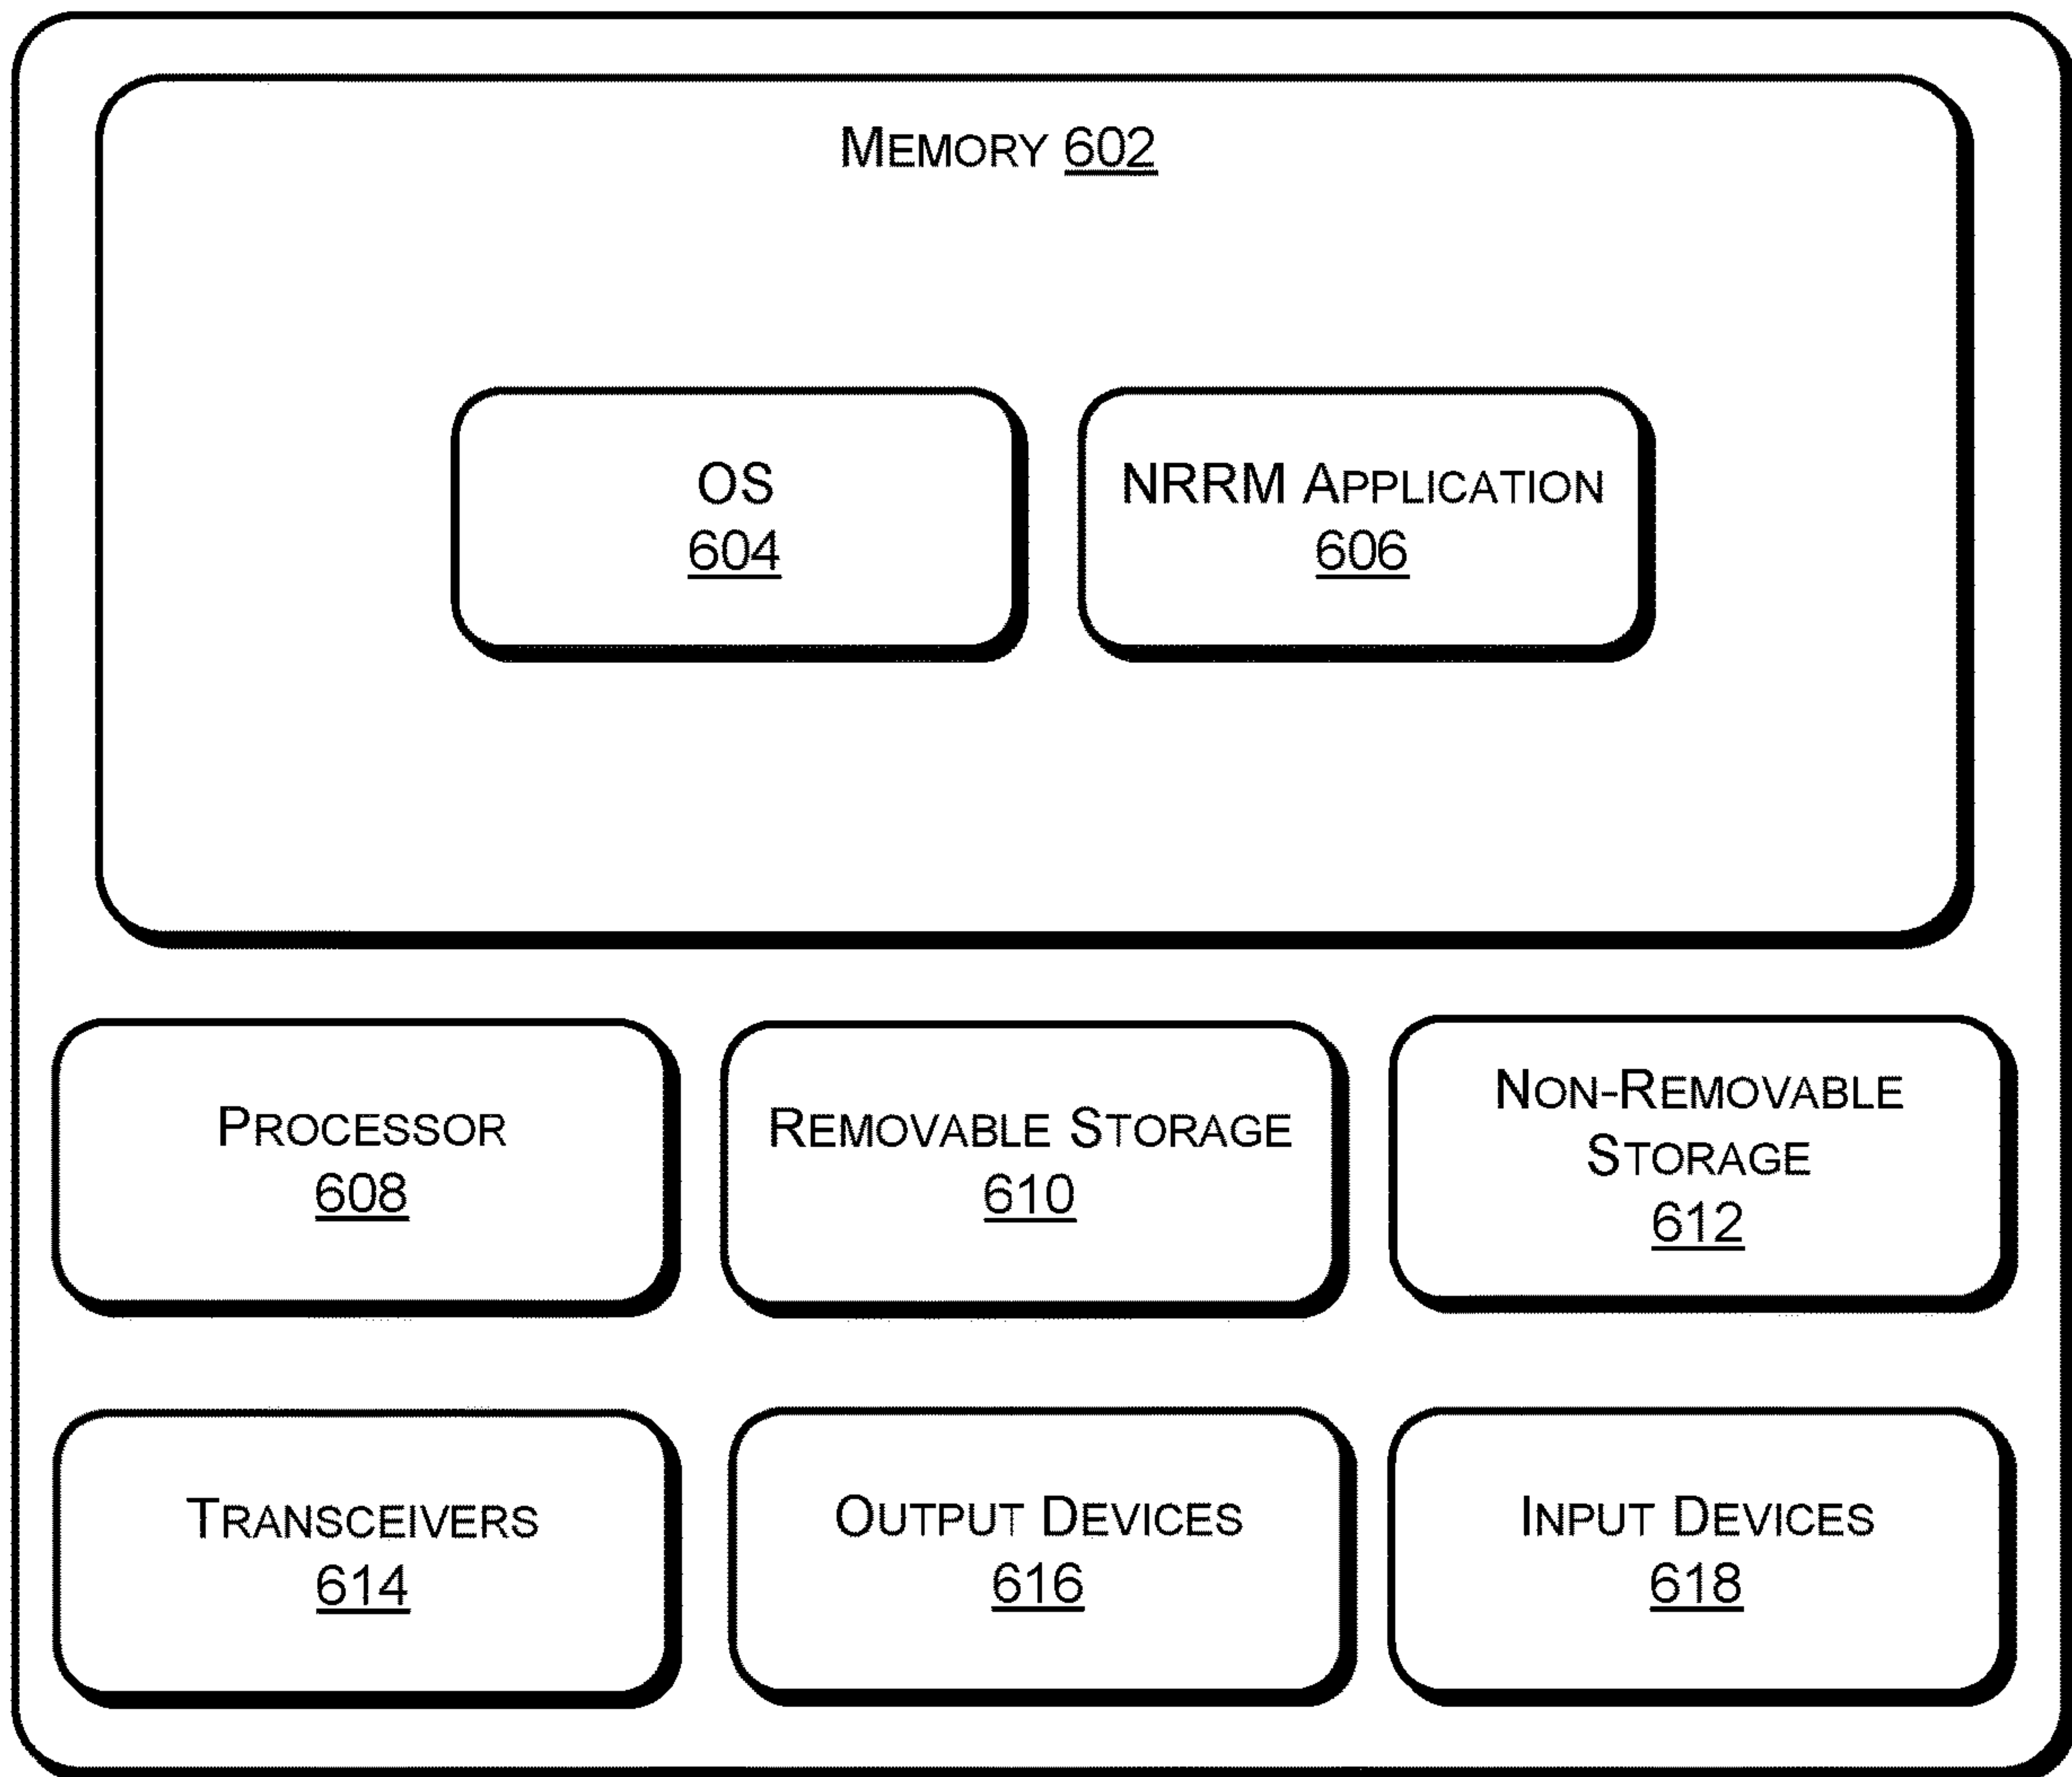 MEMORY 602
OS
604
NRRM APPLICATION
606
PROCESSOR
608
REMOVABLE STORAGE
610
NON-REMOVABLE
STORAGE
612
TRANSCEIVERS
614
OUTPUT DEVICES
616
INPUT DEVICES
618